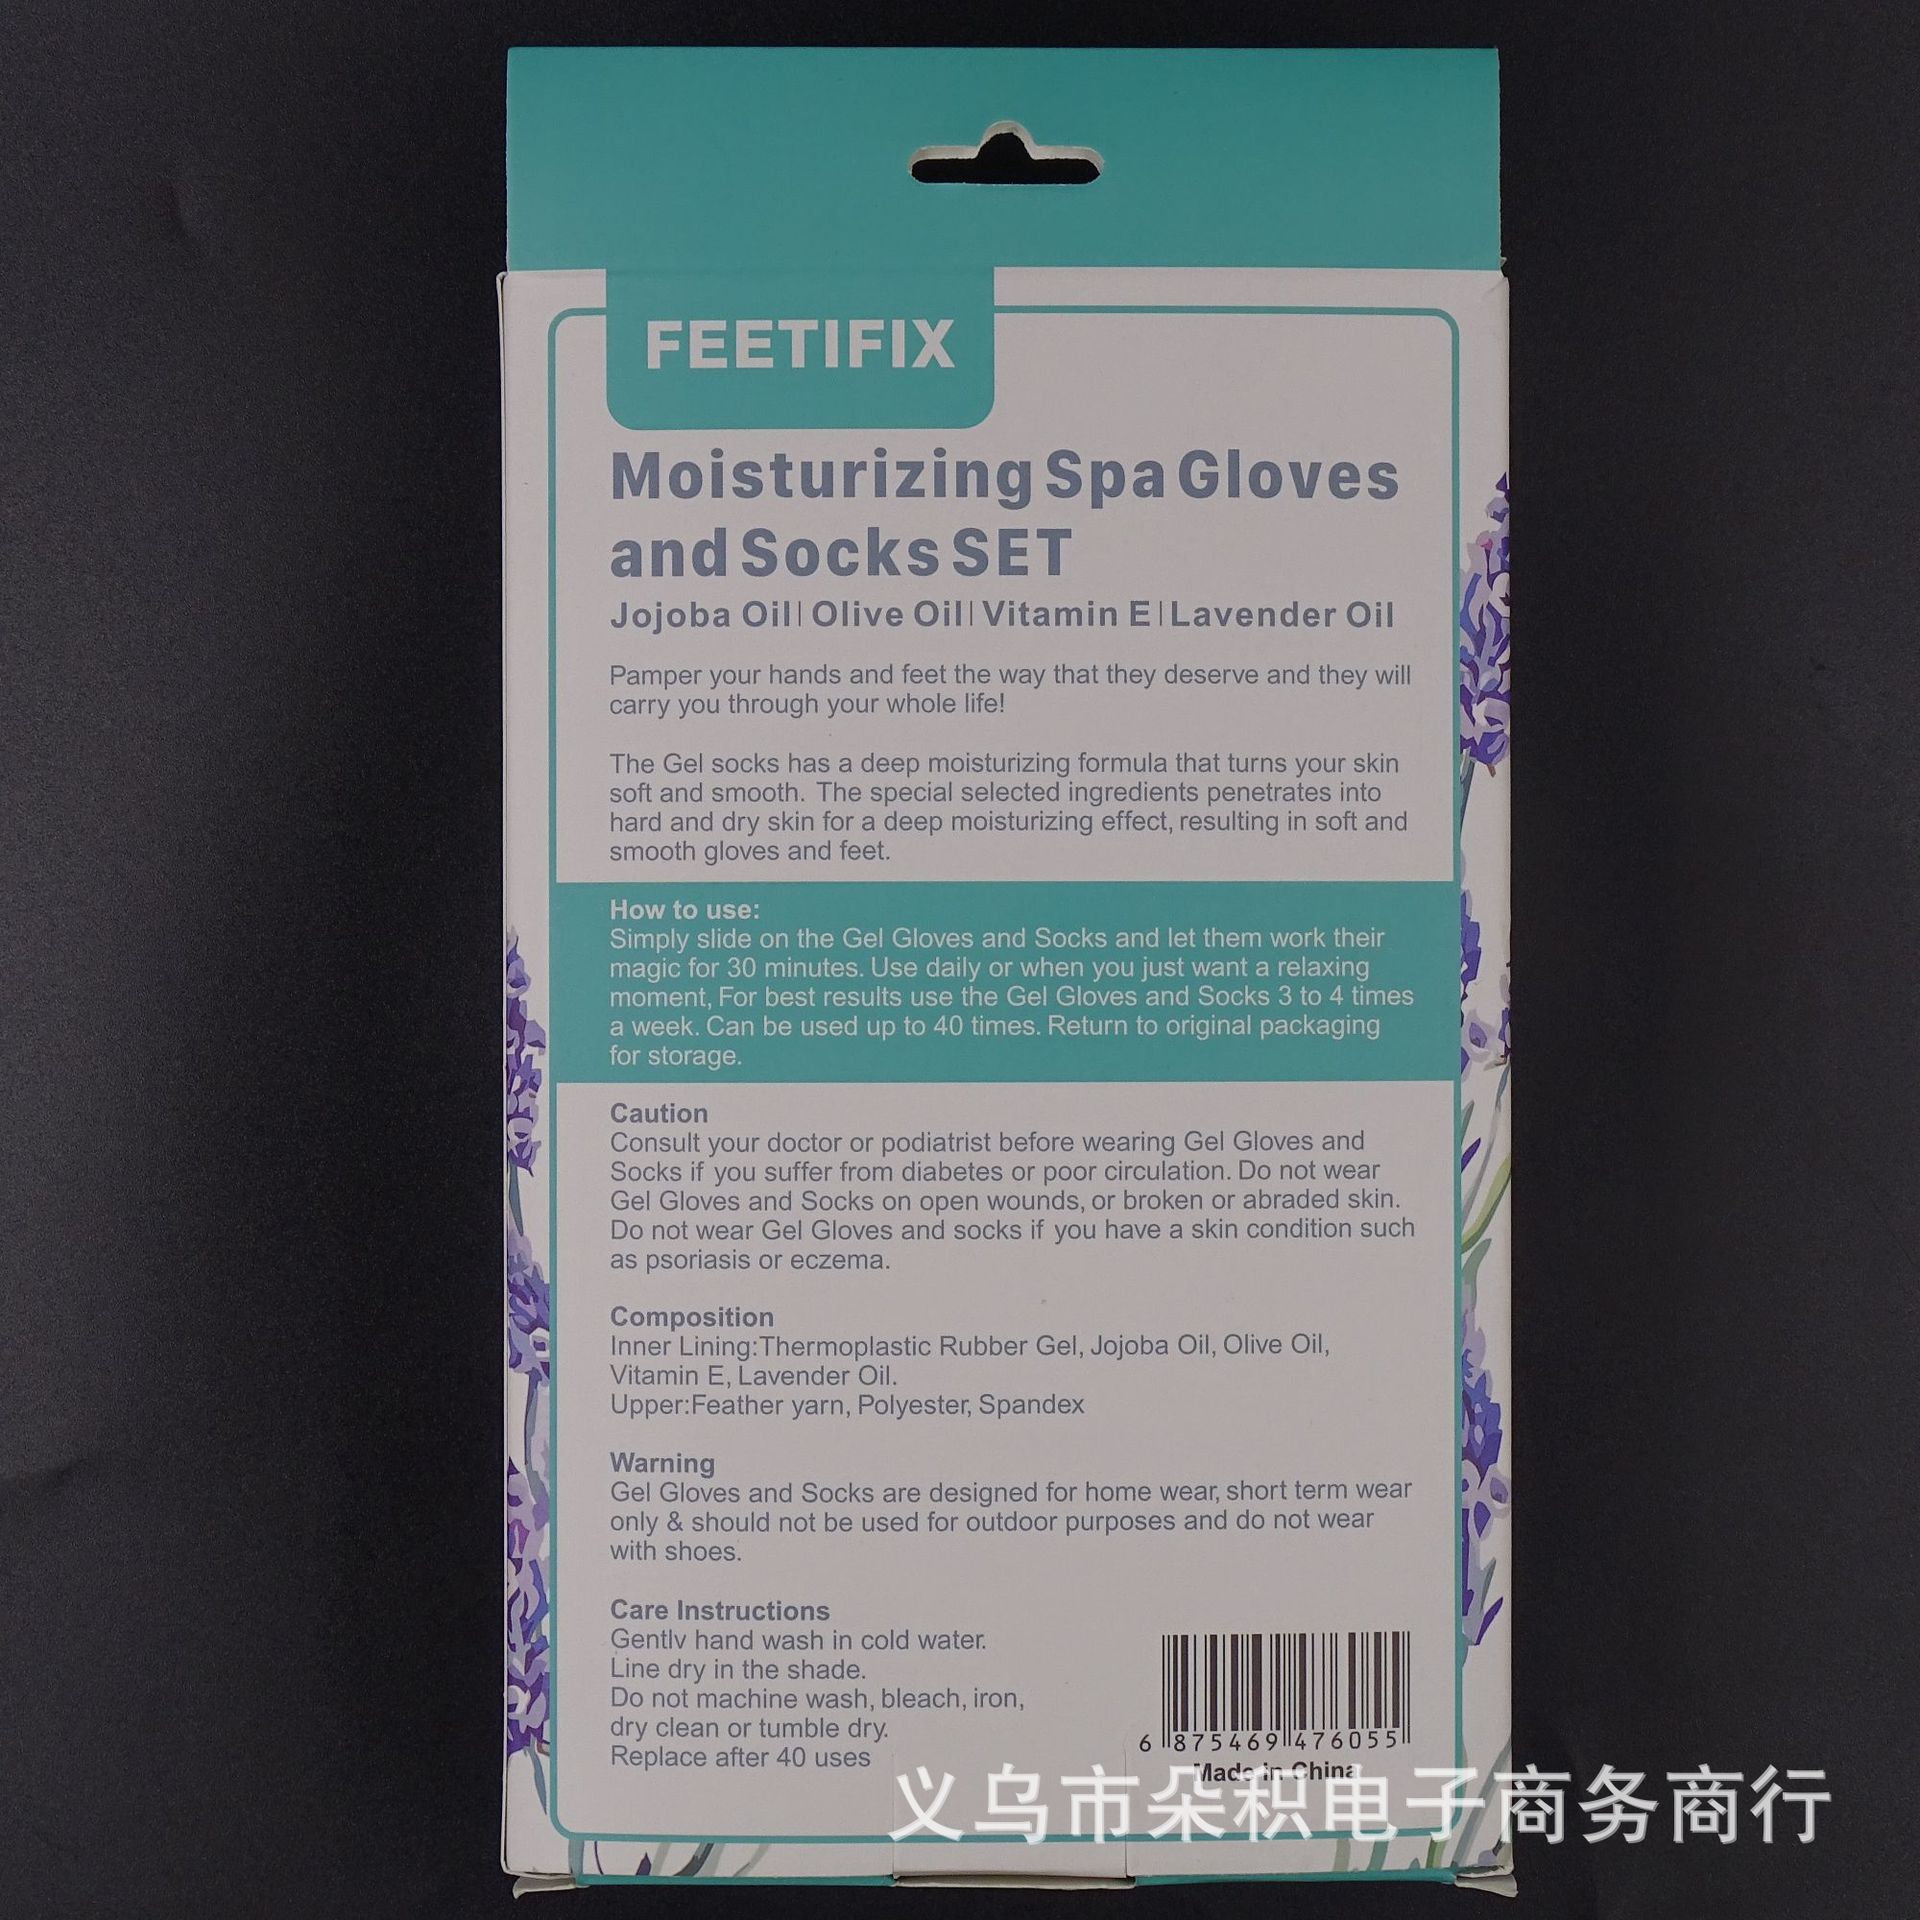 FEETIFIX
Moisturizing Spa Gloves
and Socks SET
Jojoba Oil | Olive Oil | Vitamin E | Lavender Oil
Pamper your hands and feet the way that they deserve and they will
carry you through your whole life!
The Gel socks has a deep moisturizing formula that turns your skin
soft and smooth. The special selected ingredients penetrates into
hard and dry skin for a deep moisturizing effect, resulting in soft and
smooth gloves and feet.
How to use:
Simply slide on the Gel Gloves and Socks and let them work their
magic for 30 minutes. Use daily or when you just want a relaxing
moment, For best results use the Gel Gloves and Socks 3 to 4 times
a week. Can be used up to 40 times. Return to original packaging
for storage.
Caution
Consult your doctor or podiatrist before wearing Gel Gloves and
Socks if you suffer from diabetes or poor circulation. Do not wear
Gel Gloves and Socks on open wounds, or broken or abraded skin.
Do not wear Gel Gloves and socks if you have a skin condition such
as psoriasis or eczema.
Composition
Inner Lining:Thermoplastic Rubber Gel, Jojoba Oil, Olive Oil,
Vitamin E, Lavender Oil.
Upper:Feather yarn, Polyester, Spandex
Warning
Gel Gloves and Socks are designed for home wear, short term wear
only & should not be used for outdoor purposes and do not wear
with shoes.
Care Instructions
Gentlv hand wash in cold water.
Line dry in the shade.
Do not machine wash, bleach, iron,
dry clean or tumble dry.
Replace after 40 uses
6 875469 476055
Made in China
义乌市朵积电子商务商行